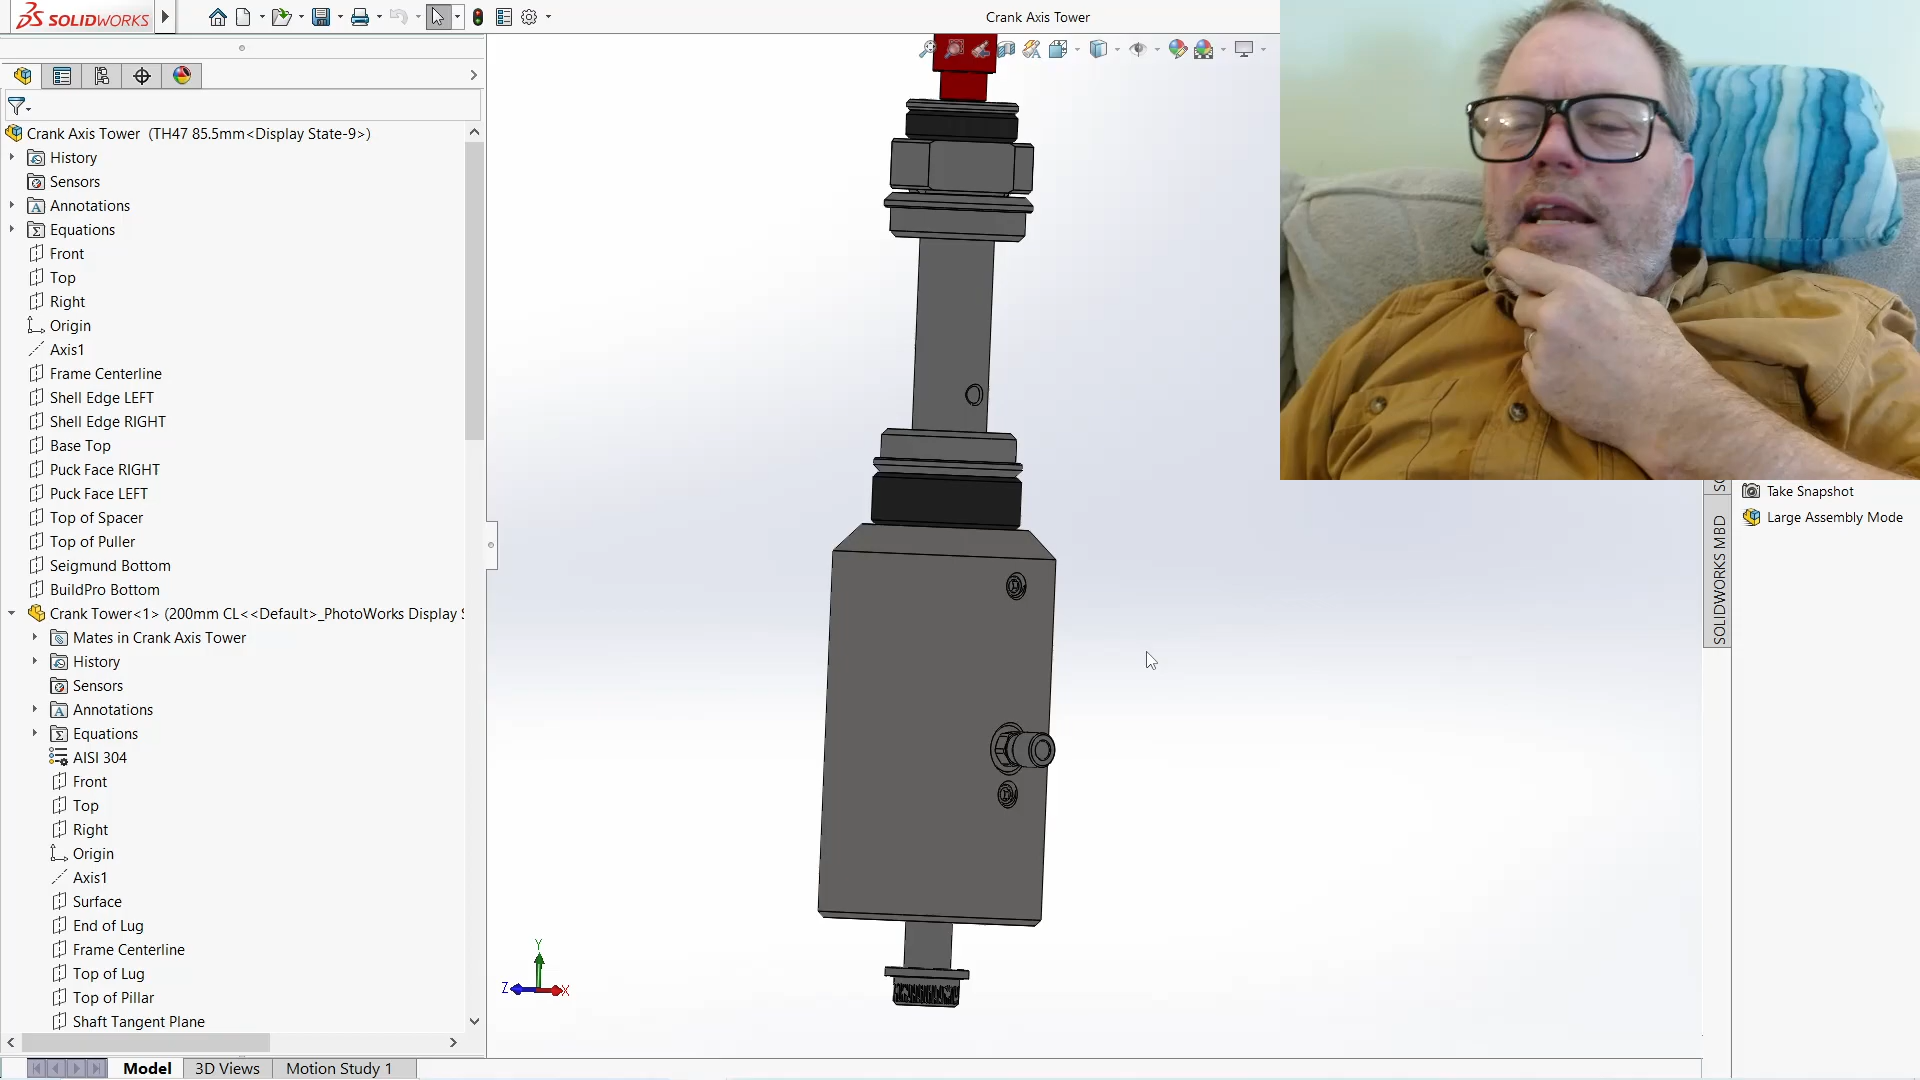 SOLIDWORKS
Crank Axis Tower
Crank Axis Tower (TH47 85.5mm<Display State-9>)
History
Sensors
Annotations
Equations
Front
Top
Right
Origin
Axis1
Frame Centerline
Shell Edge LEFT
Shell Edge RIGHT
Base Top
Puck Face RIGHT
Puck Face LEFT
Top of Spacer
Top of Puller
Seigmund Bottom
BuildPro Bottom
Crank Tower<1> (200mm CL<<Default>_PhotoWorks Display S
Mates in Crank Axis Tower
History
Sensors
Annotations
Equations
AISI 304
Front
Top
Right
Origin
Axis1
Surface
End of Lug
Frame Centerline
Top of Lug
Top of Pillar
Shaft Tangent Plane
Y
Z
X
SOLIDWORKS MBD
Take Snapshot
Large Assembly Mode
Model
3D Views
Motion Study 1